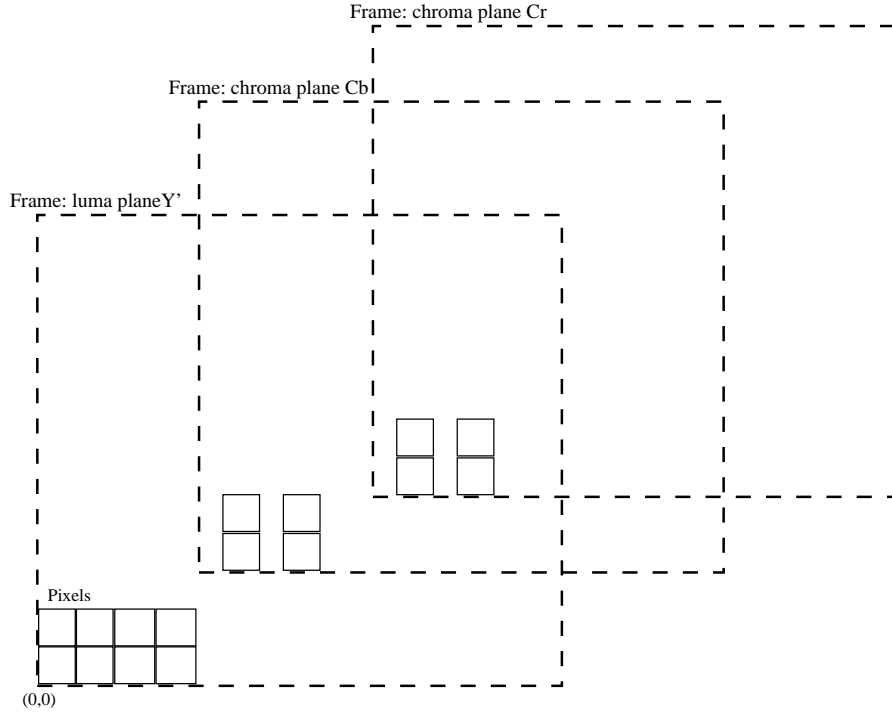 Frame: chroma plane Cr
Frame: chroma plane Cb
Frame: luma planeY’
Pixels
(0,0)